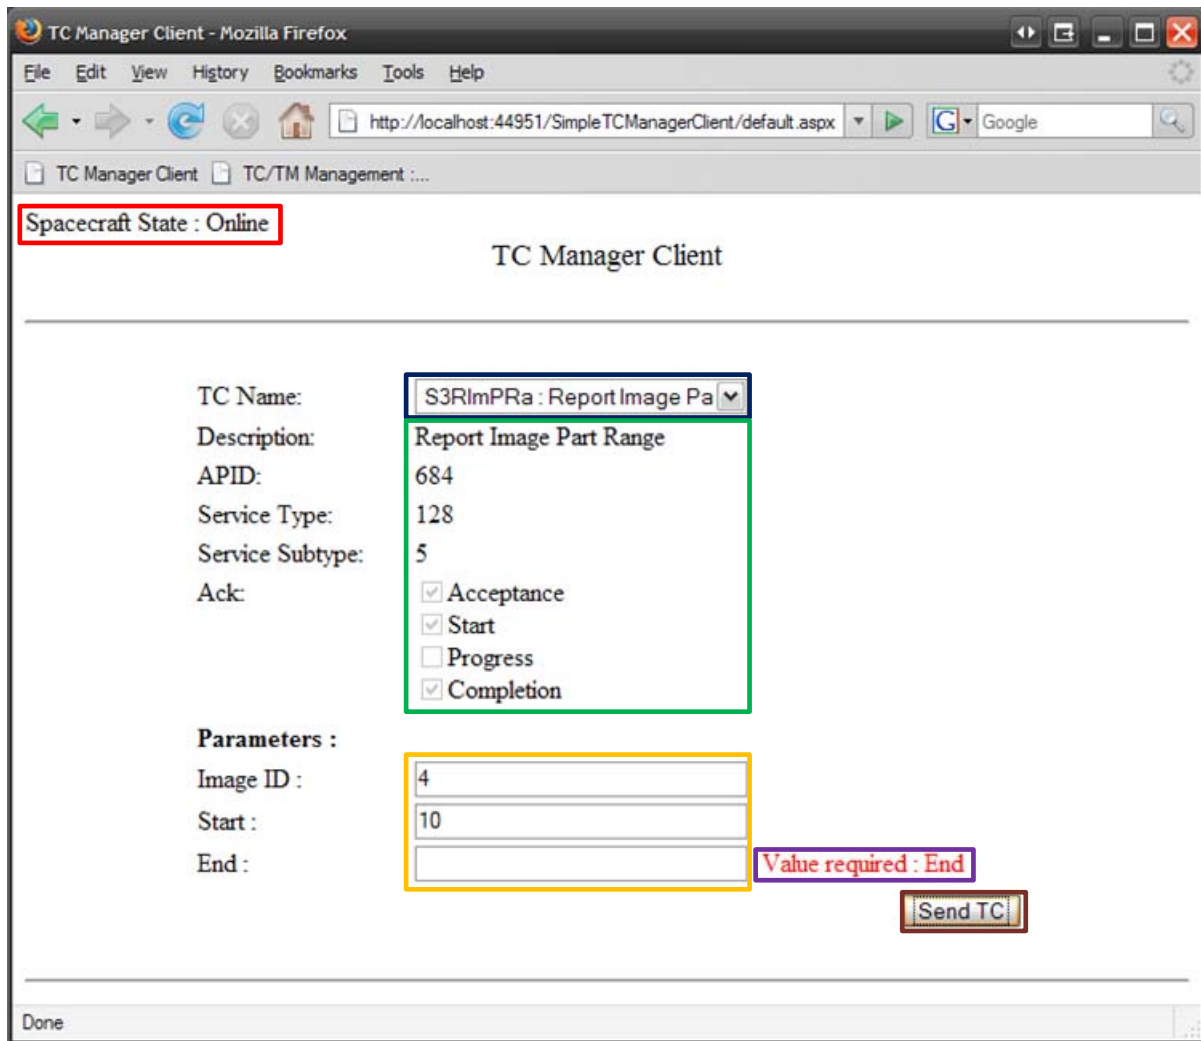 TC Manager Client - Mozilla Firefox
File Edit View History Bookmarks Tools Help
http://localhost:44951/SimpleTCManagerClient/default.aspx G Google
TC Manager Client TC/TM Management :...
Spacecraft State : Online
TC Manager Client
TC Name: S3RImPRa : Report Image Pa
Description: Report Image Part Range
APID: 684
Service Type: 128
Service Subtype: 5
Ack: Acceptance
Start
Progress
Completion
Parameters :
Image ID : 4
Start : 10
End : Value required : End
Send TC
Done